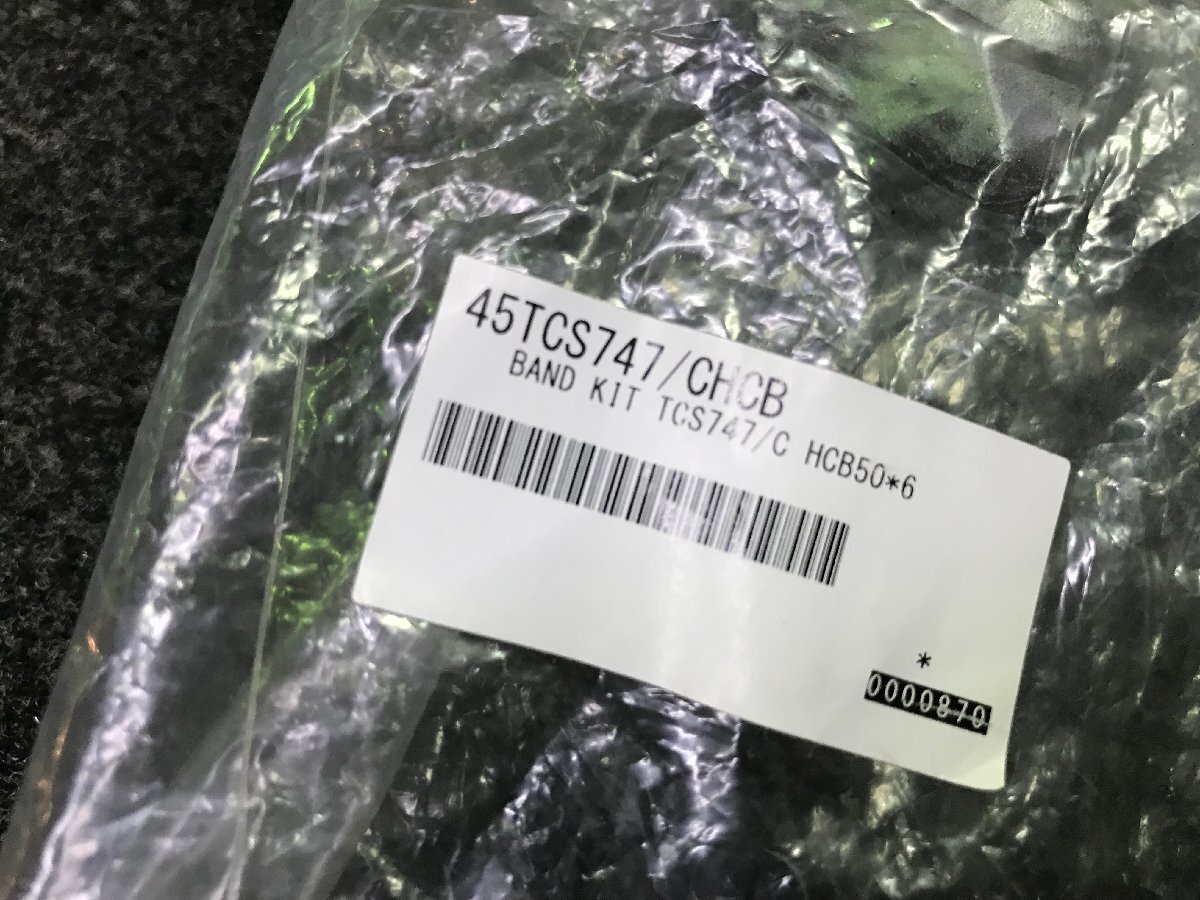 45TCS747/CHCB
BAND KIT TCS747/C HCB50*6
*
0000870